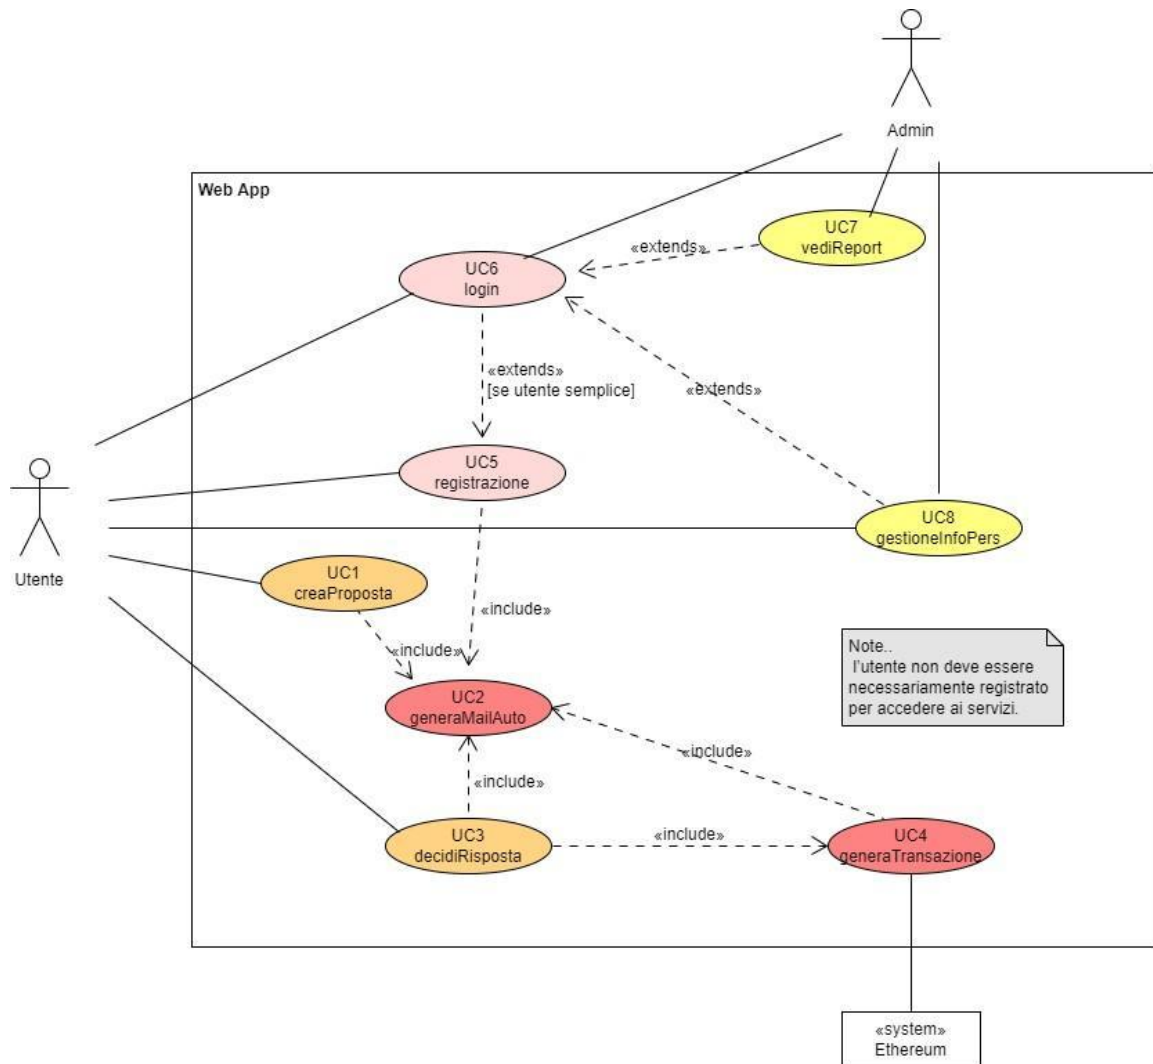 Admin
Web App
UC7
vediReport
«extends»
UC6
login
«extends»
[se utente semplice]
«extends»
UC5
registrazione
UC8
gestioneInfoPers
Utente
UC1
creaProposta
«include»
«include»
Note..
l'utente non deve essere
necessariamente registrato
per accedere ai servizi.
UC2
generaMailAuto
«include»
«include»
UC3
decidiRisposta
«include»
UC4
generaTransazione
«system»
Ethereum